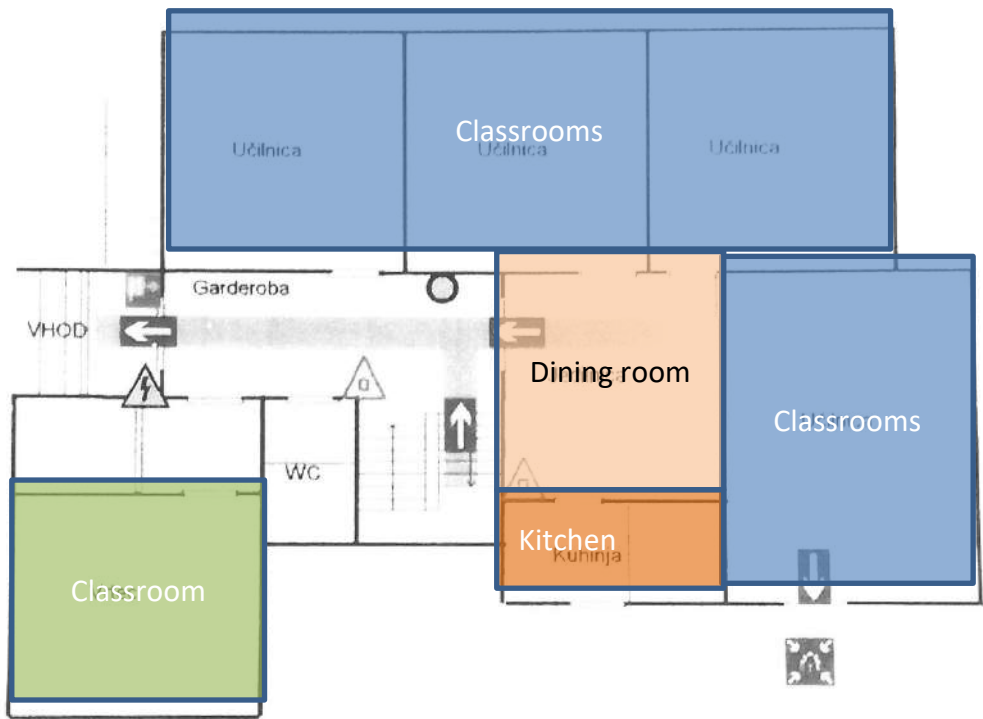 Classrooms
Učilnica
Učilnica
Učilnica
Garderoba
VHOD
Dining room
Classrooms
WC
Kitchen
Kuhinja
Classroom